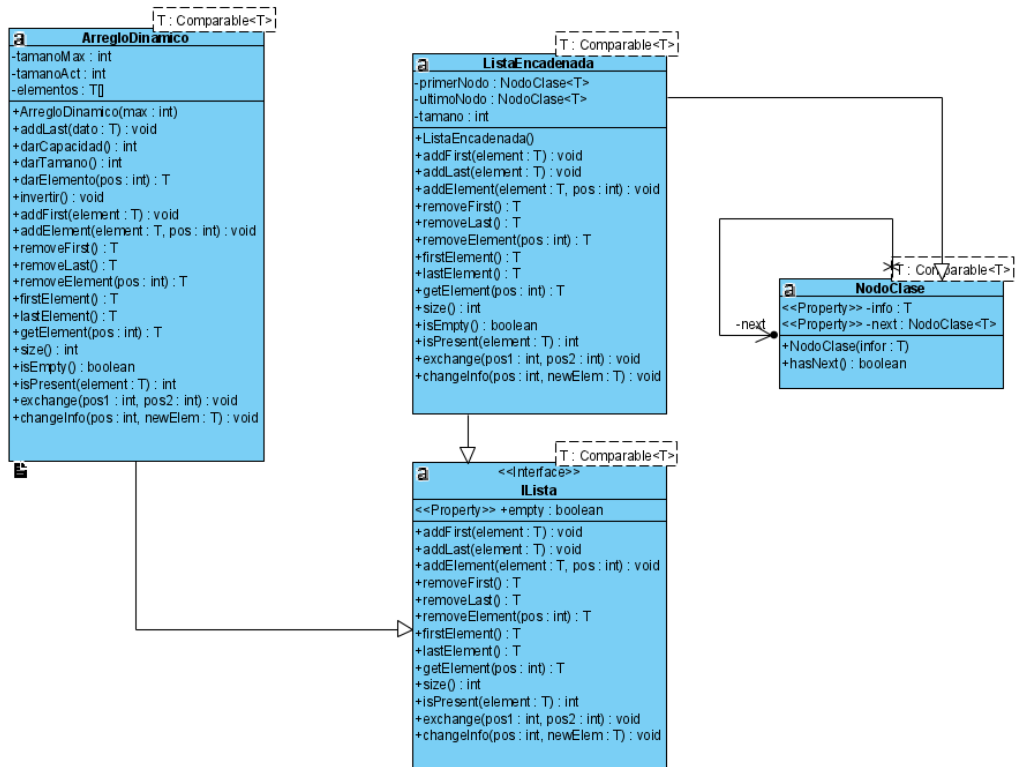 T : Comparable<T>
a
ArregloDinamico
-tamanoMax : int
-tamanoAct : int
-elementos : T[]
+ArregloDinamico(max : int)
+addLast(dato : T) : void
+darCapacidad() : int
+darTamano() : int
+darElemento(pos : int) : T
+invertir() : void
+addFirst(element : T) : void
+addElement(element : T, pos : int) : void
+removeFirst() : T
+removeLast() : T
+removeElement(pos : int) : T
+firstElement() : T
+lastElement() : T
+getElement(pos : int) : T
+size() : int
+isEmpty() : boolean
+isPresent(element : T) : int
+exchange(pos1 : int, pos2 : int) : void
+changeInfo(pos : int, newElem : T) : void
T : Comparable<T>
a
ListaEncadenada
-primerNodo : NodoClase<T>
-ultimoNodo : NodoClase<T>
-tamano : int
+ListaEncadenada()
+addFirst(element : T) : void
+addLast(element : T) : void
+addElement(element : T, pos : int) : void
+removeFirst() : T
+removeLast() : T
+removeElement(pos : int) : T
+firstElement() : T
+lastElement() : T
+getElement(pos : int) : T
+size() : int
+isEmpty() : boolean
+isPresent(element : T) : int
+exchange(pos1 : int, pos2 : int) : void
+changeInfo(pos : int, newElem : T) : void
T : Comparable<T>
a
NodoClase
<<Property>> -info : T
<<Property>> -next : NodoClase<T>
+NodoClase(infor : T)
+hasNext() : boolean
-next
T : Comparable<T>
a
<<Interface>>
ILista
<<Property>> +empty : boolean
+addFirst(element : T) : void
+addLast(element : T) : void
+addElement(element : T, pos : int) : void
+removeFirst() : T
+removeLast() : T
+removeElement(pos : int) : T
+firstElement() : T
+lastElement() : T
+getElement(pos : int) : T
+size() : int
+isPresent(element : T) : int
+exchange(pos1 : int, pos2 : int) : void
+changeInfo(pos : int, newElem : T) : void